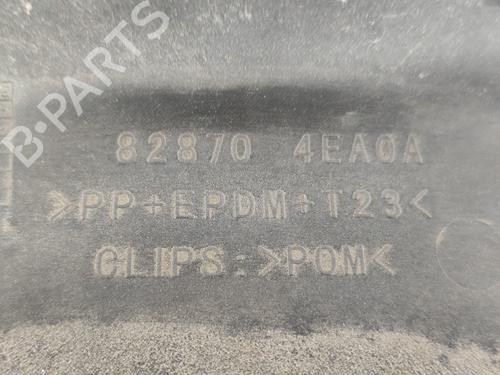 B-PARTS
82870 4EA0A
>PP+EPDM+T23<
CLIPS:>POM<